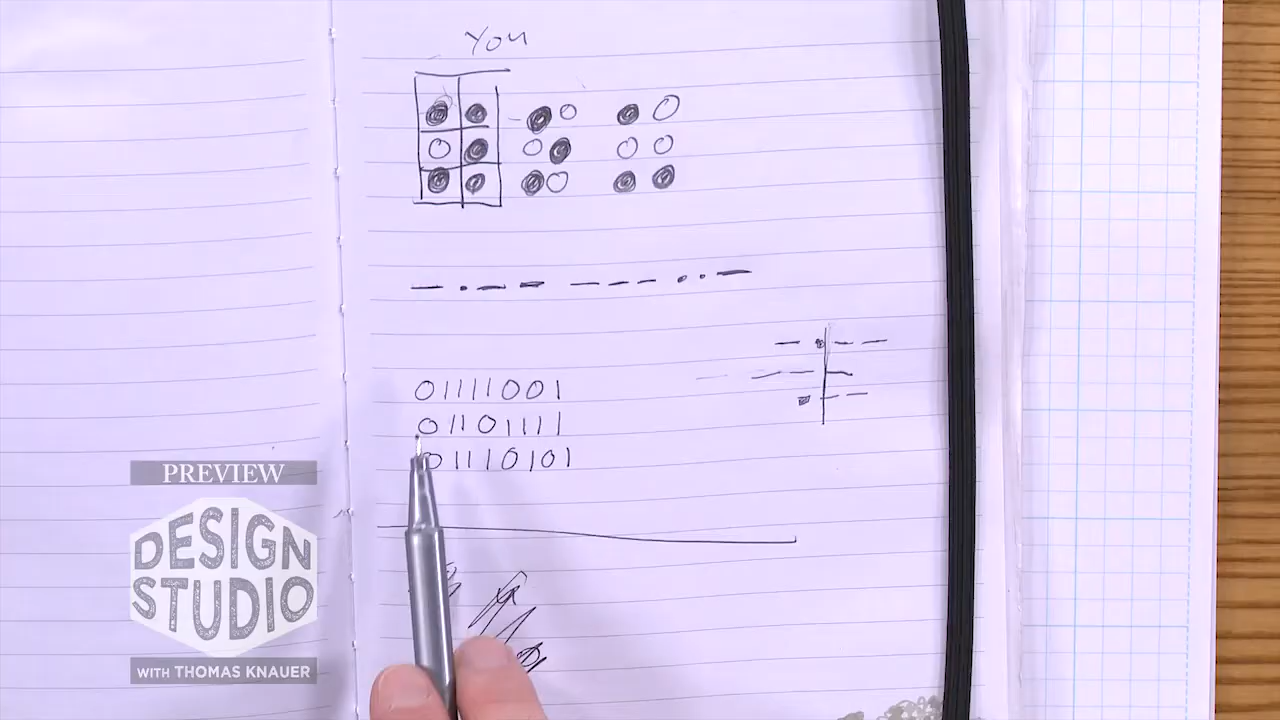 You
01111001
01101111
01110101
PREVIEW
DESIGN
STUDIO
WITH THOMAS KNAUER